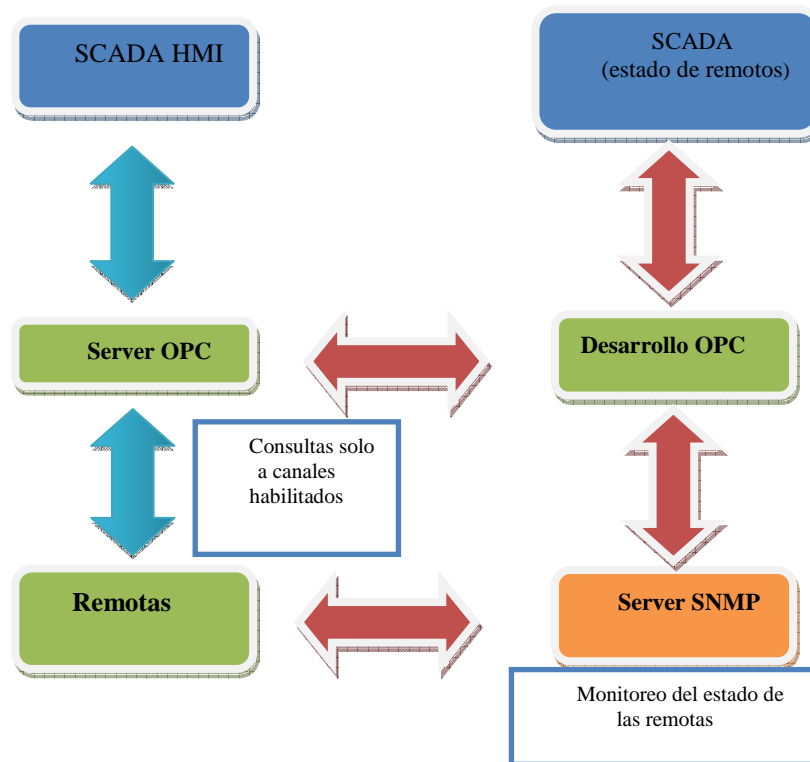 SCADA HMI
SCADA
(estado de remotos)
Server OPC
Desarrollo OPC
Consultas solo
a canales
habilitados
Remotas
Server SNMP
Monitoreo del estado de
las remotas